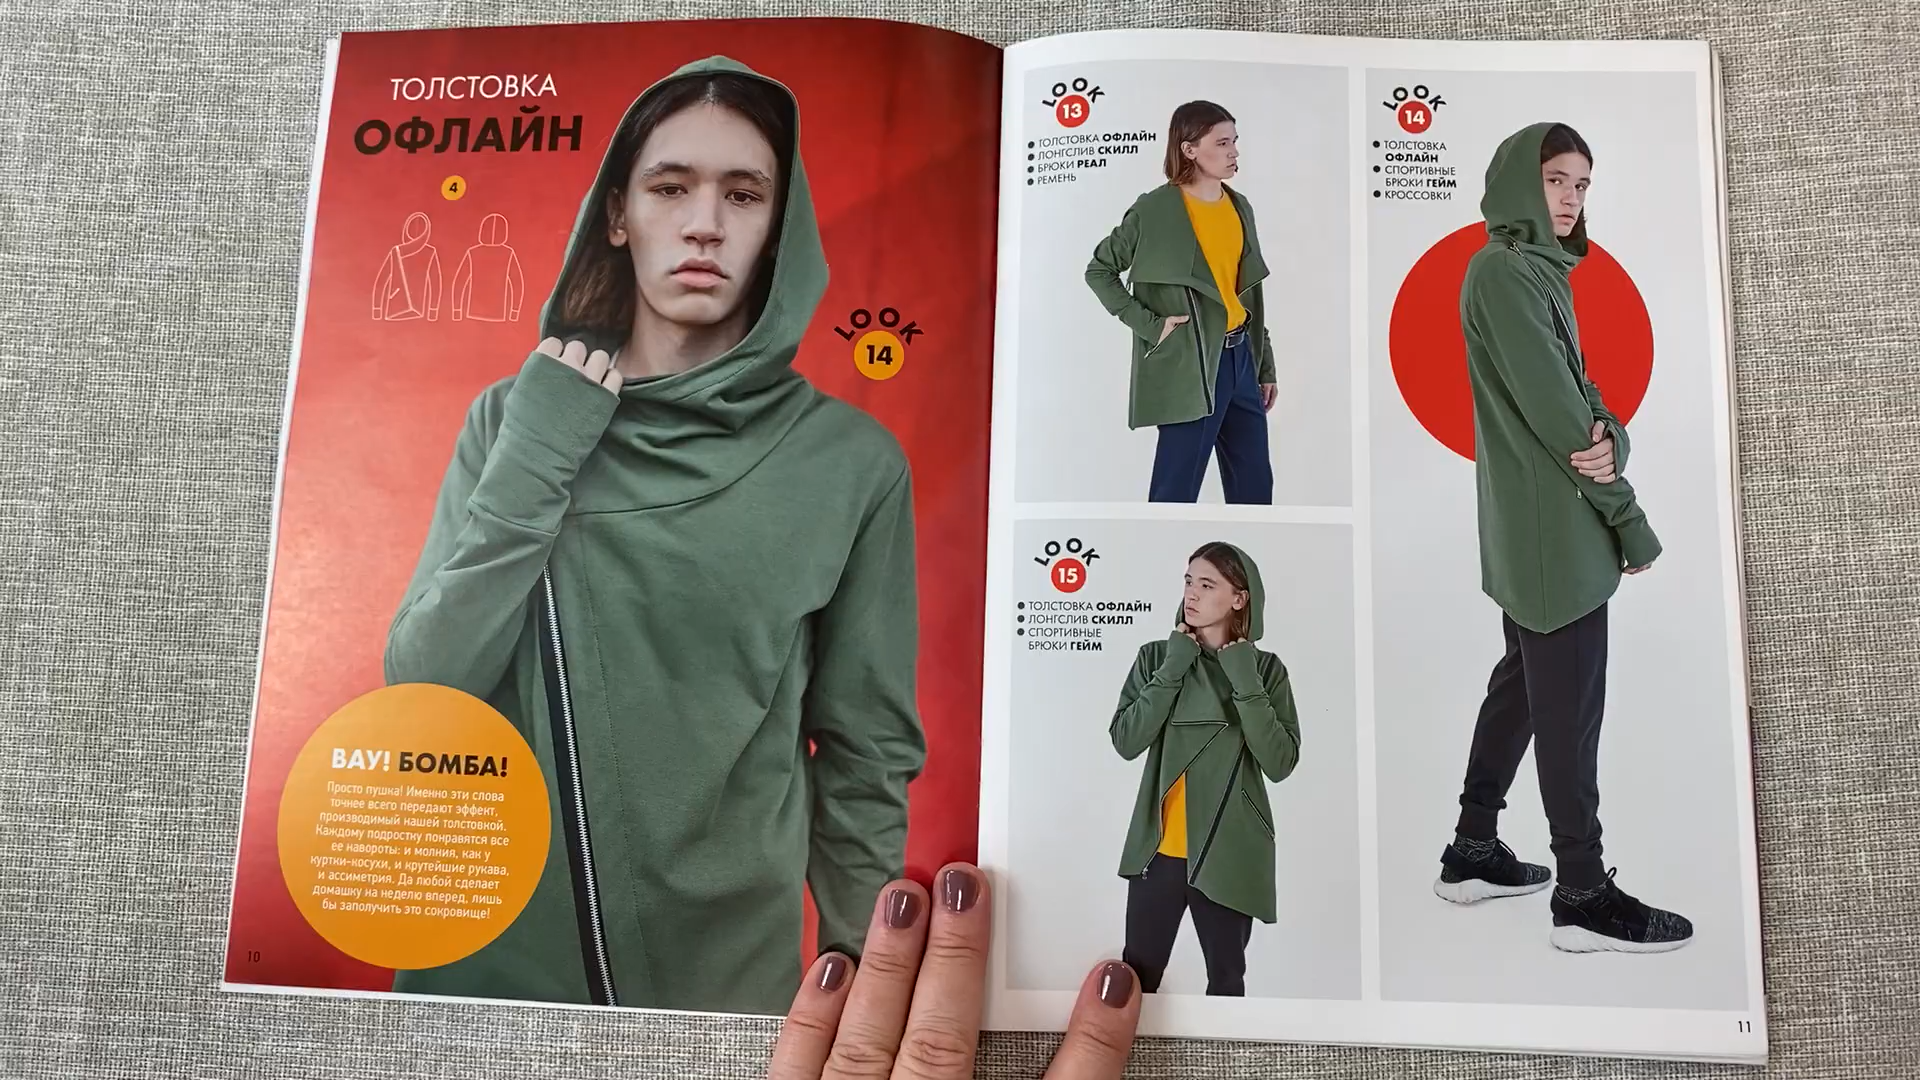 ТОЛСТОВКА
ОФЛАЙН
4
LOOK
14
ВАУ! БОМБА!
Просто пушка! Именно эти слова
точнее всего передают эффект,
производимый нашей толстовкой.
Каждому подростку понравятся все
ее навороты: и молния, как у
куртки-косухи, и крутейшие рукава,
и ассиметрия. Да любой сделает
домашку на неделю вперед, лишь
бы заполучить это сокровище!
10
LOOK
13
● ТОЛСТОВКА ОФЛАЙН
● ЛОНГСЛИВ СКИЛЛ
● БРЮКИ РЕАЛ
● РЕМЕНЬ
LOOK
15
● ТОЛСТОВКА ОФЛАЙН
● ЛОНГСЛИВ СКИЛЛ
● СПОРТИВНЫЕ
БРЮКИ ГЕЙМ
LOOK
14
● ТОЛСТОВКА
ОФЛАЙН
● СПОРТИВНЫЕ
БРЮКИ ГЕЙМ
● КРОССОВКИ
11